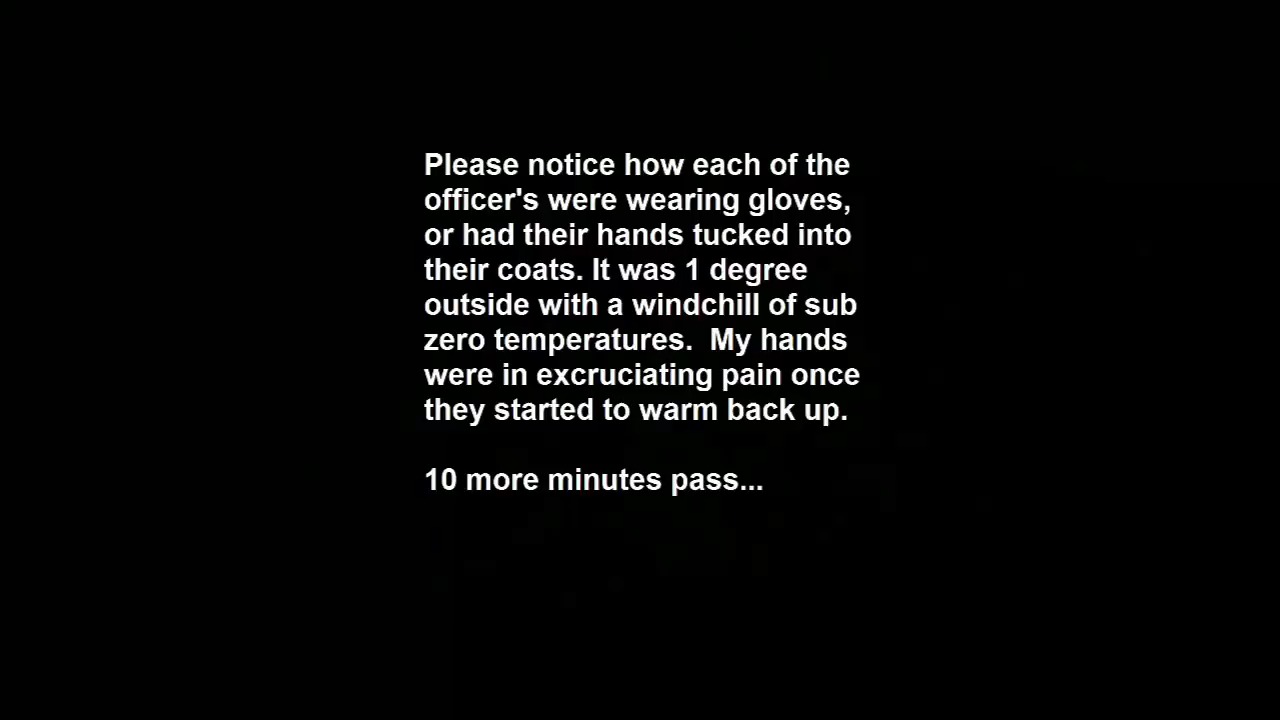 Please notice how each of the
officer's were wearing gloves,
or had their hands tucked into
their coats. It was 1 degree
outside with a windchill of sub
zero temperatures.  My hands
were in excruciating pain once
they started to warm back up.

10 more minutes pass...